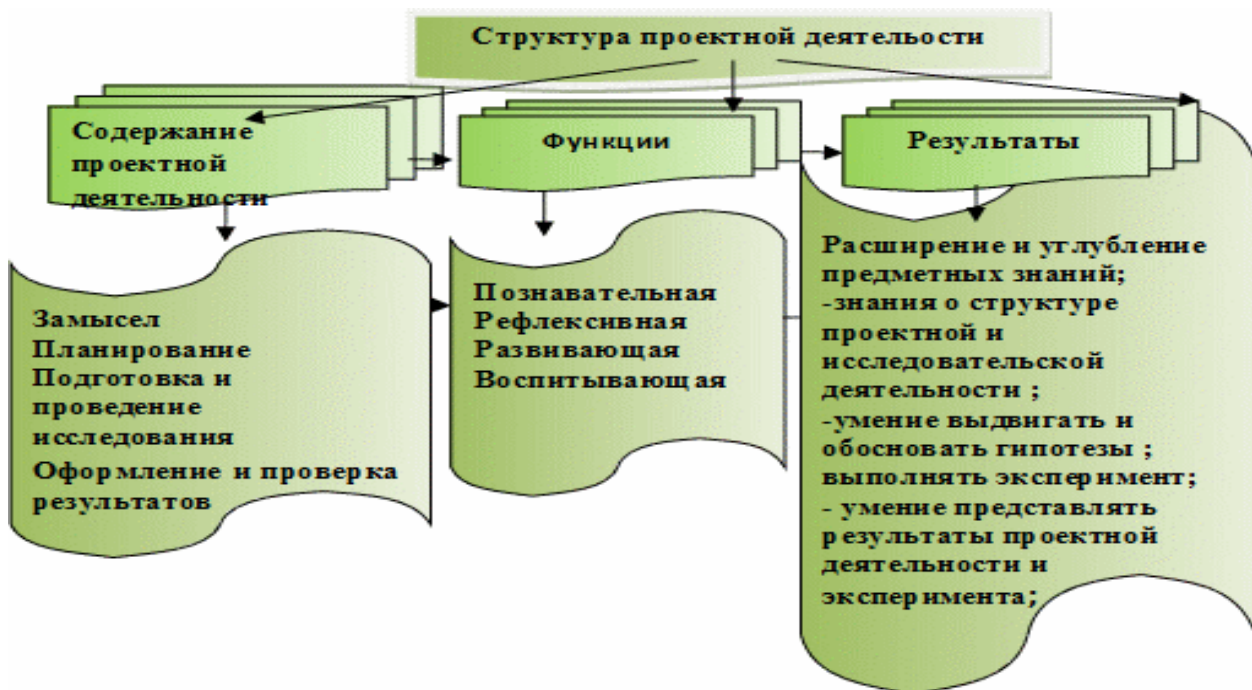 Структура проектной деятельости
Содержание
проектной
деятельности
Функции
Результаты
Замысел
Планирование
Подготовка и
проведение
исследования
Оформление и проверка
результатов
Познавательная
Рефлексивная
Развивающая
Воспитывающая
Расширение и углубление
предметных знаний;
-знания о структуре
проектной и
исследовательской
деятельности ;
-умение выдвигать и
обосновать гипотезы ;
выполнять эксперимент;
- умение представлять
результаты проектной
деятельности и
эксперимента;